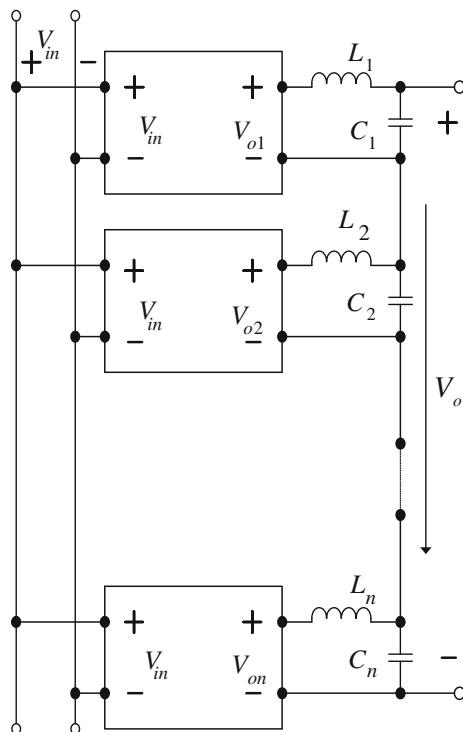 V_in
+ −
+ + L_1
V_in V_o1 C_1 +
− −
+ + L_2
V_in V_o2 C_2
− −
V_o
+ + L_n
V_in V_on C_n −
− −